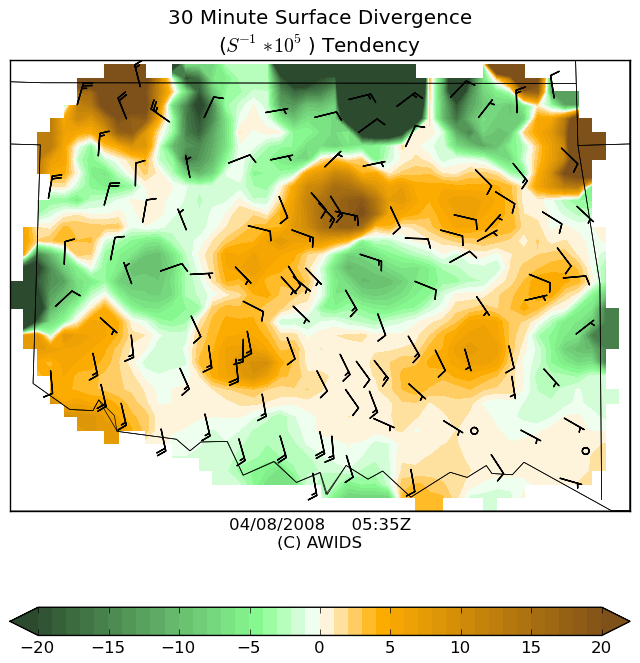 30 Minute Surface Divergence
(S⁻¹ * 10⁵ ) Tendency
04/08/2008 05:35Z
(C) AWIDS
−20 −15 −10 −5 0 5 10 15 20